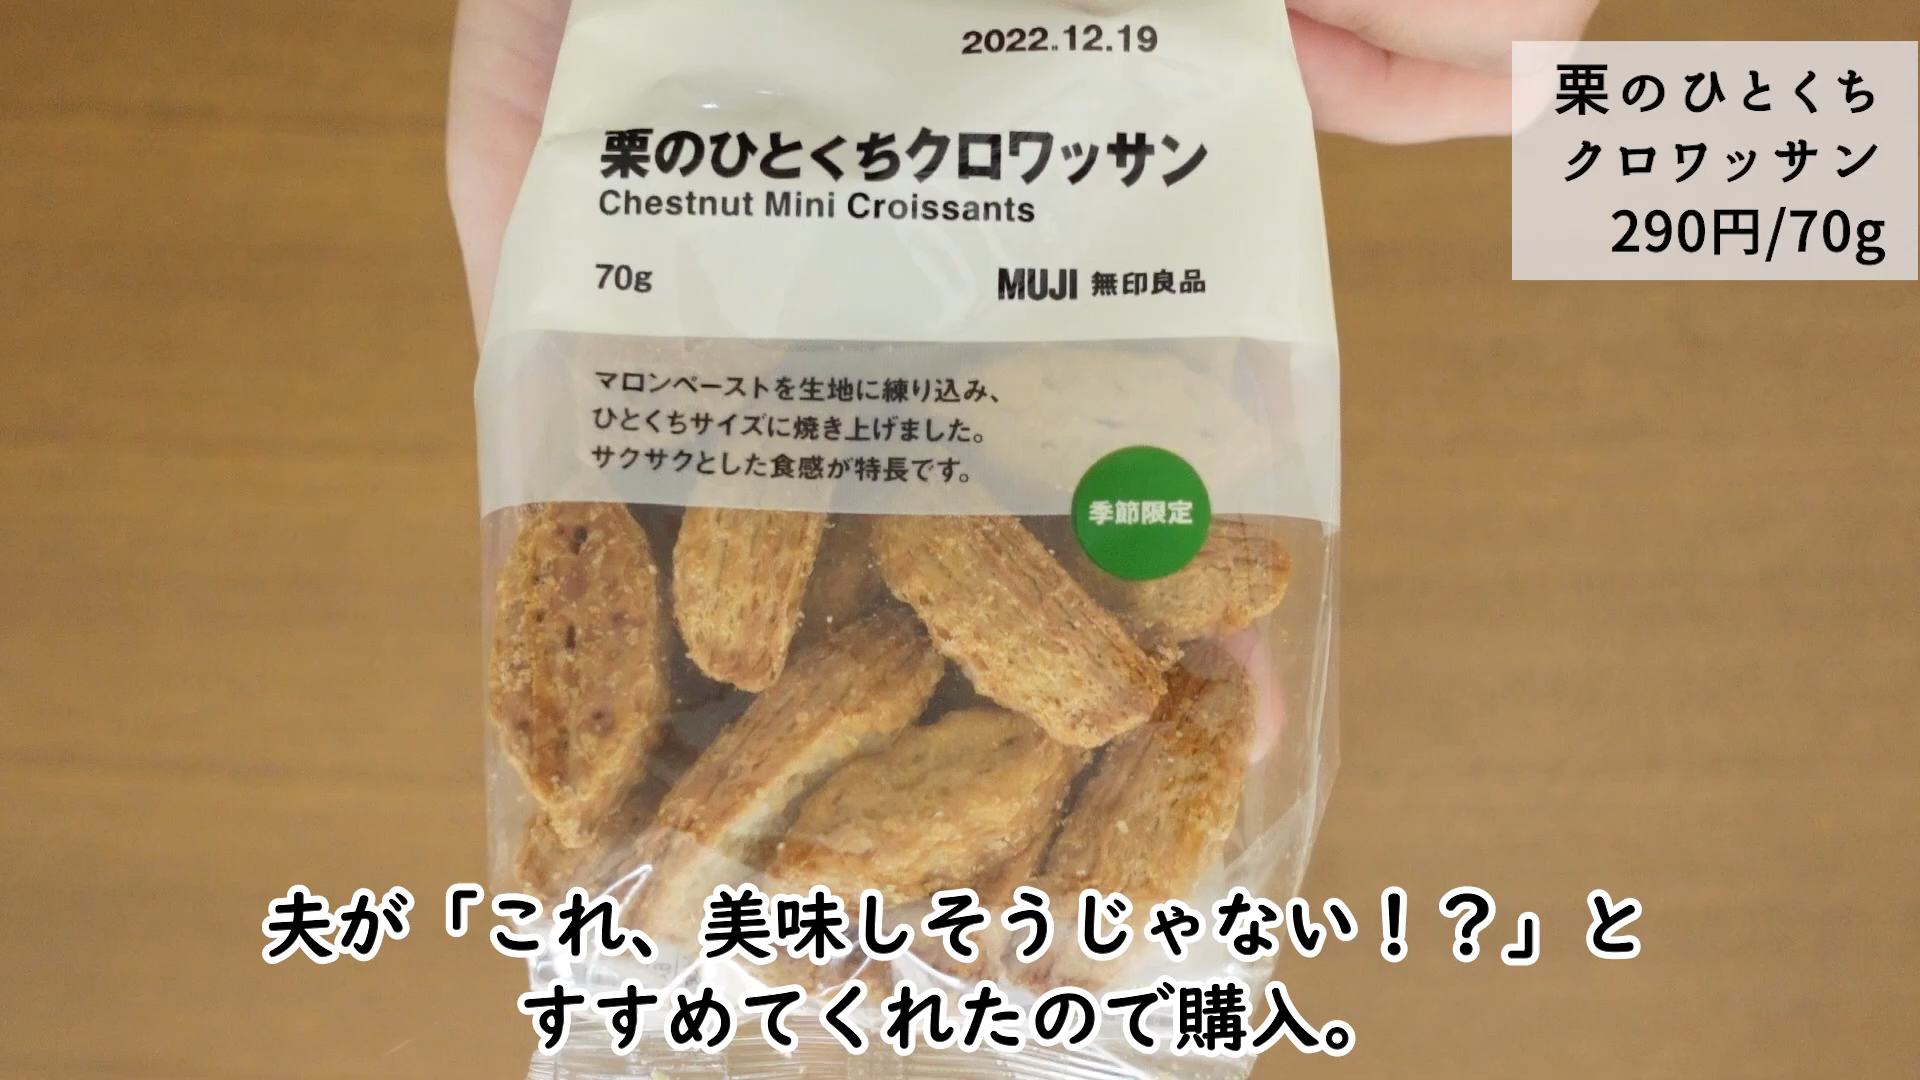 2022.12.19
栗のひとくち
クロワッサン
290円/70g
栗のひとくちクロワッサン
Chestnut Mini Croissants
70g
MUJI 無印良品
マロンペーストを生地に練り込み、
ひとくちサイズに焼き上げました。
サクサクとした食感が特長です。
季節限定
夫が「これ、美味しそうじゃない！？」と
すすめてくれたので購入。